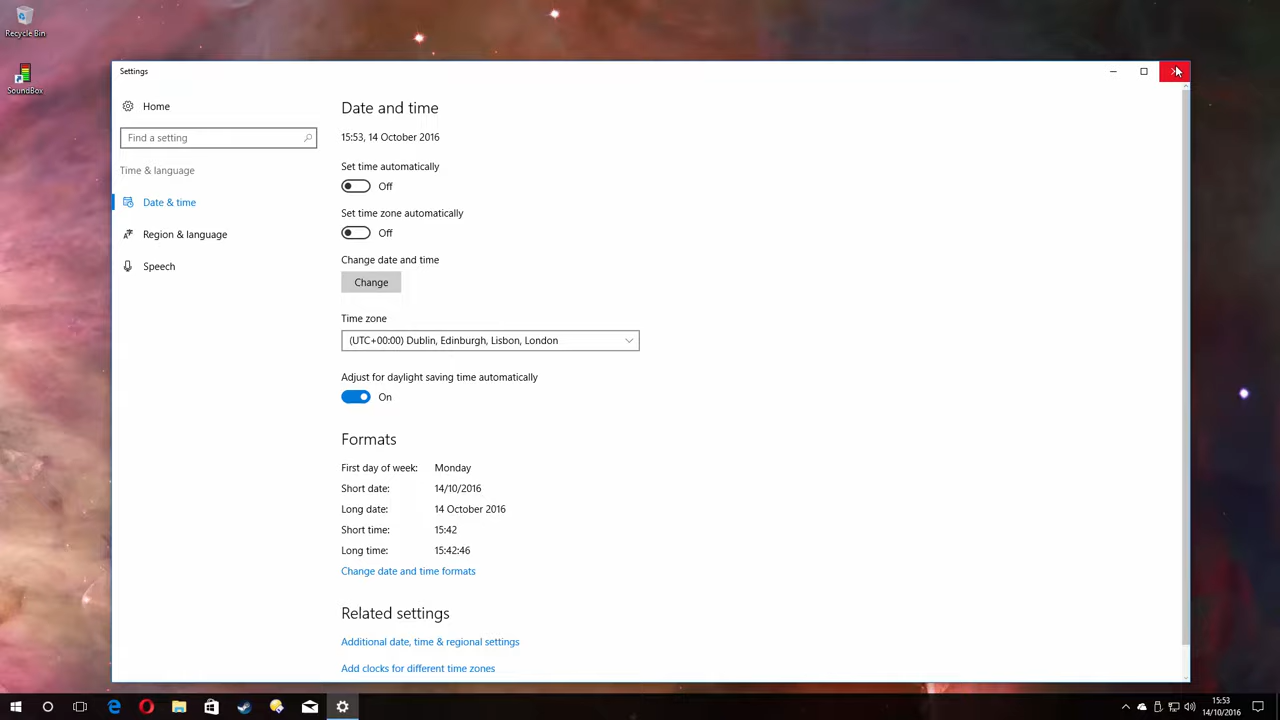 Recycle Bin
SoundBox
Settings
Home
Find a setting
Time & language
Date & time
Region & language
Speech
Date and time
15:53, 14 October 2016
Set time automatically
Off
Set time zone automatically
Off
Change date and time
Change
Time zone
(UTC+00:00) Dublin, Edinburgh, Lisbon, London
Adjust for daylight saving time automatically
On
Formats
First day of week: Monday
Short date: 14/10/2016
Long date: 14 October 2016
Short time: 15:42
Long time: 15:42:46
Change date and time formats
Related settings
Additional date, time & regional settings
Add clocks for different time zones
15:53
14/10/2016